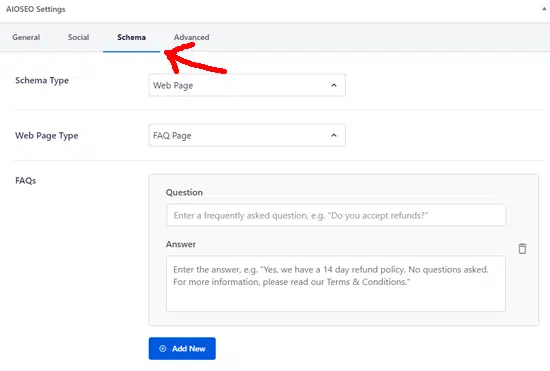 AIOSEO Settings
General Social Schema Advanced
Schema Type Web Page
Web Page Type FAQ Page
FAQs
Question
Enter a frequently asked question, e.g. "Do you accept refunds?"
Answer
Enter the answer, e.g. "Yes, we have a 14 day refund policy. No questions asked.
For more information, please read our Terms & Conditions."
Add New